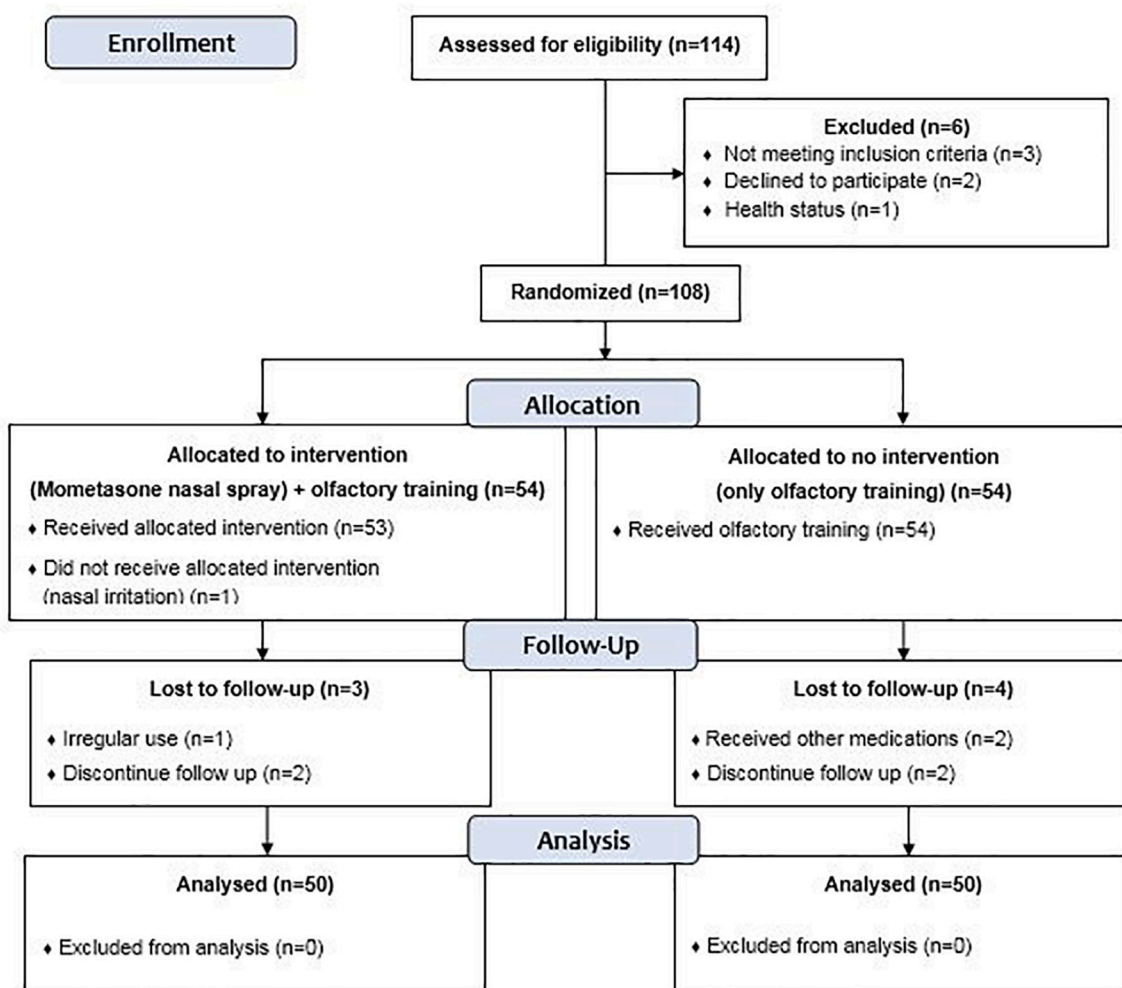 Enrollment
Assessed for eligibility (n=114)
Excluded (n=6)
♦ Not meeting inclusion criteria (n=3)
♦ Declined to participate (n=2)
♦ Health status (n=1)
Randomized (n=108)
Allocation
Allocated to intervention
(Mometasone nasal spray) + olfactory training (n=54)
♦ Received allocated intervention (n=53)
♦ Did not receive allocated intervention
(nasal irritation) (n=1)
Allocated to no intervention
(only olfactory training) (n=54)
♦ Received olfactory training (n=54)
Follow-Up
Lost to follow-up (n=3)
♦ Irregular use (n=1)
♦ Discontinue follow up (n=2)
Lost to follow-up (n=4)
♦ Received other medications (n=2)
♦ Discontinue follow up (n=2)
Analysis
Analysed (n=50)
♦ Excluded from analysis (n=0)
Analysed (n=50)
♦ Excluded from analysis (n=0)